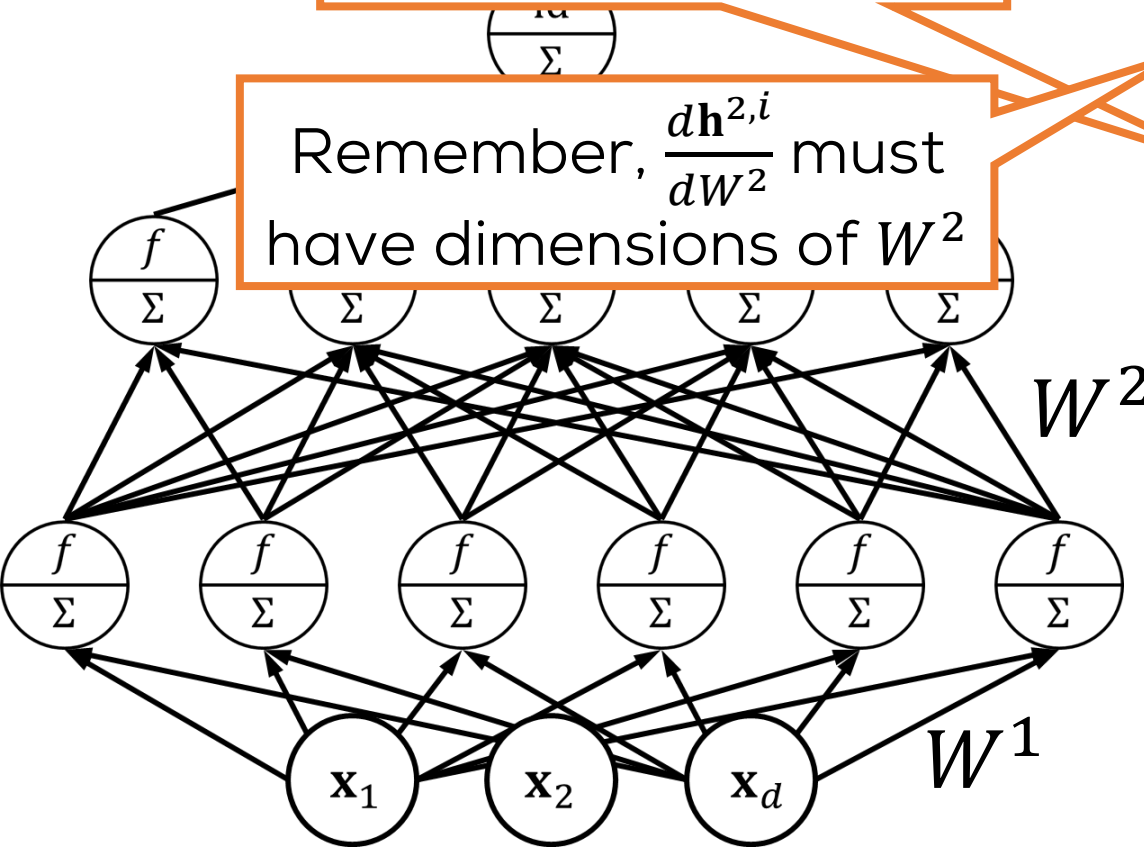 Σ
Remember, d𝐡^{2,i}/dW^2 must
have dimensions of W^2
f
Σ Σ Σ Σ Σ
W^2
f f f f f f
Σ Σ Σ Σ Σ Σ
W^1
𝐱_1 𝐱_2 𝐱_d